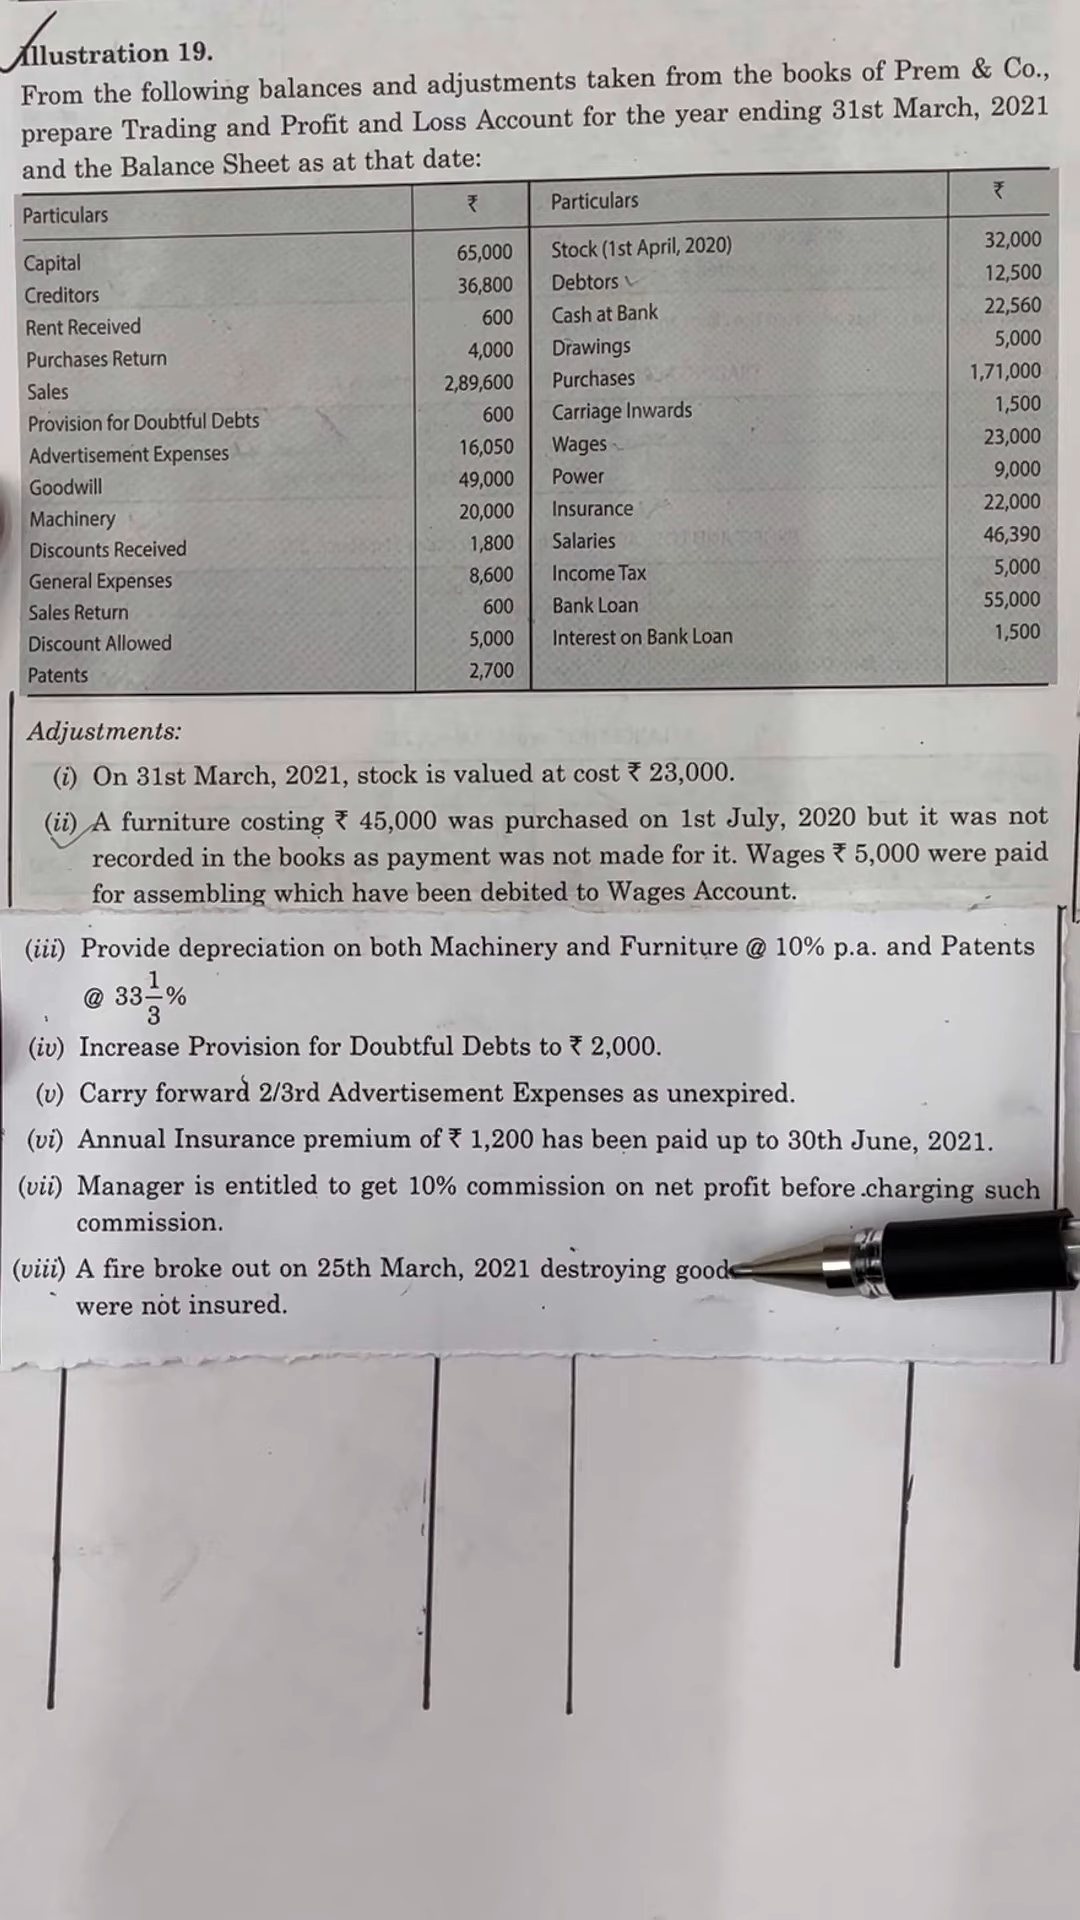 Illustration 19.
From the following balances and adjustments taken from the books of Prem & Co.,
prepare Trading and Profit and Loss Account for the year ending 31st March, 2021
and the Balance Sheet as at that date:
Particulars ₹ Particulars ₹
Capital 65,000 Stock (1st April, 2020) 32,000
Creditors 36,800 Debtors 12,500
Rent Received 600 Cash at Bank 22,560
Purchases Return 4,000 Drawings 5,000
Sales 2,89,600 Purchases 1,71,000
Provision for Doubtful Debts 600 Carriage Inwards 1,500
Advertisement Expenses 16,050 Wages 23,000
Goodwill 49,000 Power 9,000
Machinery 20,000 Insurance 22,000
Discounts Received 1,800 Salaries 46,390
General Expenses 8,600 Income Tax 5,000
Sales Return 600 Bank Loan 55,000
Discount Allowed 5,000 Interest on Bank Loan 1,500
Patents 2,700
Adjustments:
(i) On 31st March, 2021, stock is valued at cost ₹ 23,000.
(ii) A furniture costing ₹ 45,000 was purchased on 1st July, 2020 but it was not
recorded in the books as payment was not made for it. Wages ₹ 5,000 were paid
for assembling which have been debited to Wages Account.
(iii) Provide depreciation on both Machinery and Furniture @ 10% p.a. and Patents
@ 33 1/3%
(iv) Increase Provision for Doubtful Debts to ₹ 2,000.
(v) Carry forward 2/3rd Advertisement Expenses as unexpired.
(vi) Annual Insurance premium of ₹ 1,200 has been paid up to 30th June, 2021.
(vii) Manager is entitled to get 10% commission on net profit before charging such
commission.
(viii) A fire broke out on 25th March, 2021 destroying good
were not insured.